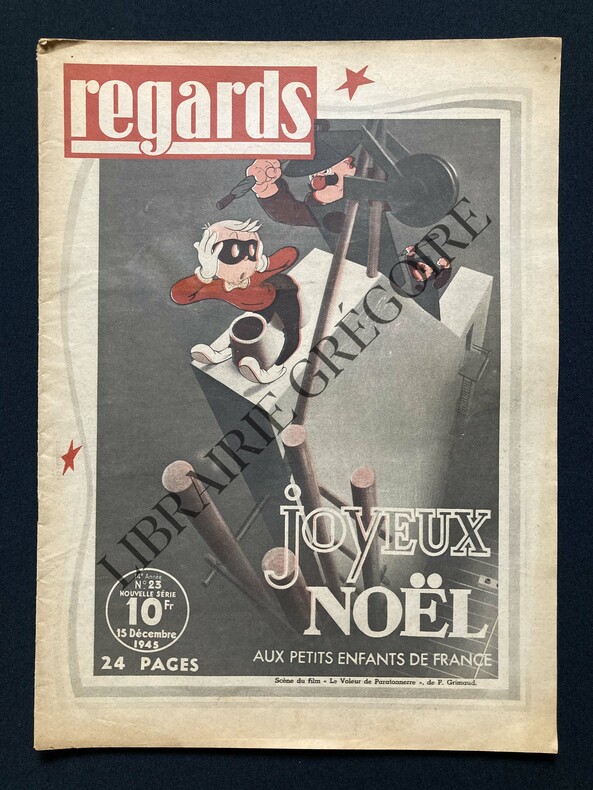 regards
LIBRAIRIE GRÉGOIRE
joyeux
NOËL
AUX PETITS ENFANTS DE FRANCE
14e Année
N° 23
NOUVELLE SÉRIE
10 Fr
15 Décembre
1945
24 PAGES
Scène du film « Le Voleur de Paratonnerre », de P. Grimaud.